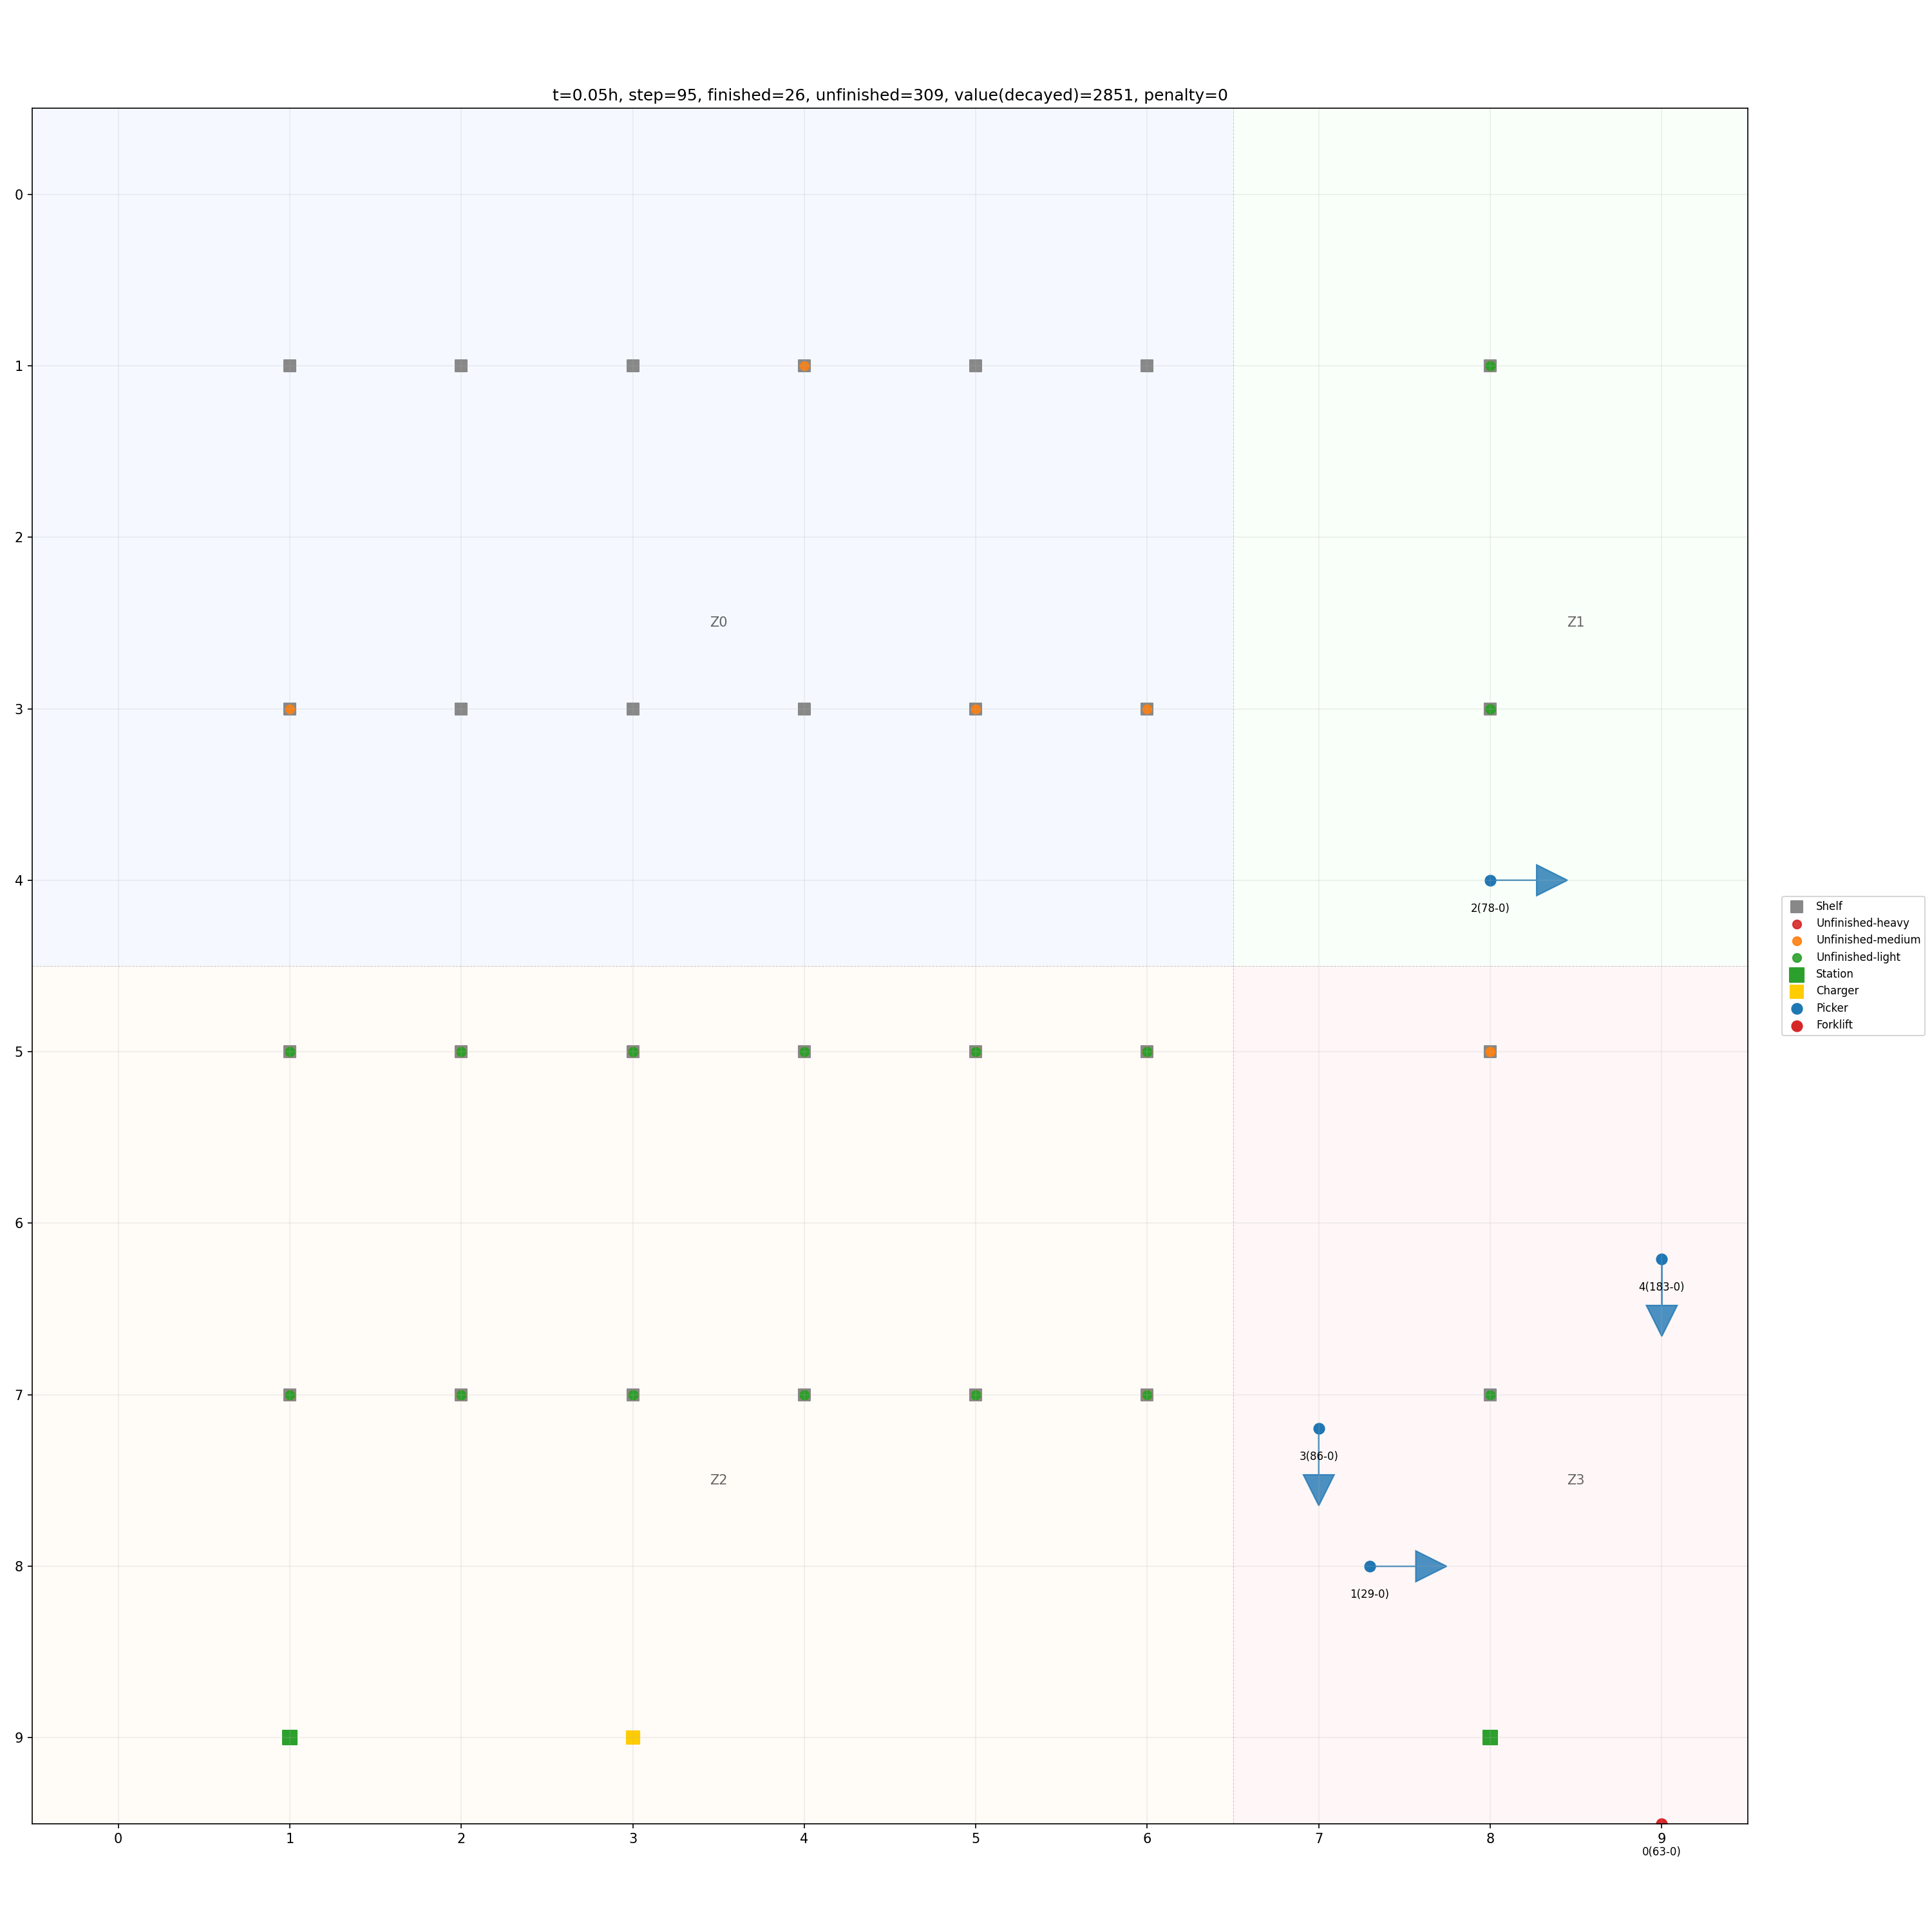 t=0.05h, step=95, finished=26, unfinished=309, value(decayed)=2851, penalty=0
0
1
2
Z0
Z1
3
4
2(78-0)
Shelf
Unfinished-heavy
Unfinished-medium
Unfinished-light
Station
Charger
Picker
Forklift
5
6
4(183-0)
7
3(86-0)
Z2
Z3
8
1(29-0)
9
0 1 2 3 4 5 6 7 8 9
0(63-0)